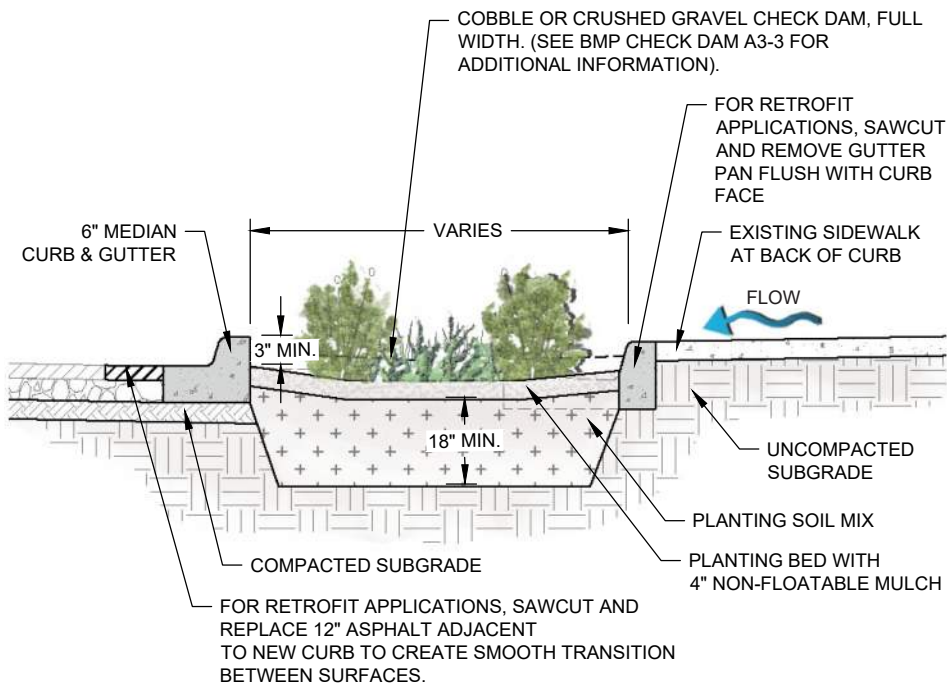 COBBLE OR CRUSHED GRAVEL CHECK DAM, FULL
WIDTH. (SEE BMP CHECK DAM A3-3 FOR
ADDITIONAL INFORMATION).
FOR RETROFIT
APPLICATIONS, SAWCUT
AND REMOVE GUTTER
PAN FLUSH WITH CURB
FACE
6" MEDIAN
CURB & GUTTER
VARIES
EXISTING SIDEWALK
AT BACK OF CURB
FLOW
3" MIN.
18" MIN.
UNCOMPACTED
SUBGRADE
PLANTING SOIL MIX
PLANTING BED WITH
4" NON-FLOATABLE MULCH
COMPACTED SUBGRADE
FOR RETROFIT APPLICATIONS, SAWCUT AND
REPLACE 12" ASPHALT ADJACENT
TO NEW CURB TO CREATE SMOOTH TRANSITION
BETWEEN SURFACES.